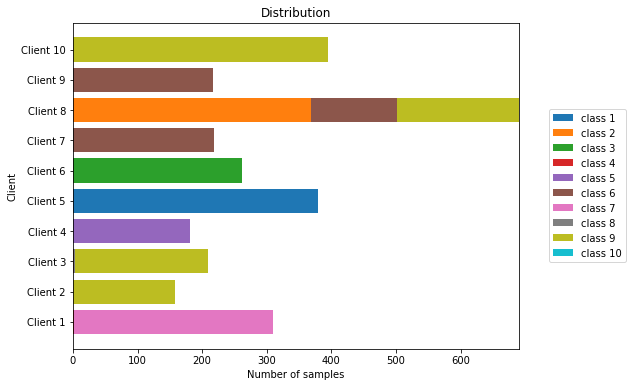 Distribution
Client 10
Client 9
Client 8
Client 7
Client 6
Client 5
Client 4
Client 3
Client 2
Client 1
Client
0 100 200 300 400 500 600
Number of samples
class 1
class 2
class 3
class 4
class 5
class 6
class 7
class 8
class 9
class 10